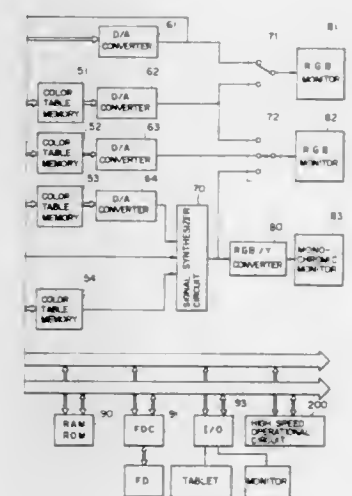 61
D/A
CONVERTER
71
81
RGB
MONITOR
51
62
COLOR
TABLE
MEMORY
D/A
CONVERTER
72
82
52
63
COLOR
TABLE
MEMORY
D/A
CONVERTER
RGB
MONITOR
53
64
70
COLOR
TABLE
MEMORY
D/A
CONVERTER
SIGNAL SYNTHESIZER
CIRCUIT
80
83
RGB/Y
CONVERTER
MONO-
CHROMIC
MONITOR
54
COLOR
TABLE
MEMORY
90
91
93
200
RAM
ROM
FDC
I/O
HIGH SPEED
OPERATIONAL
CIRCUIT
FD
TABLET
MONITOR